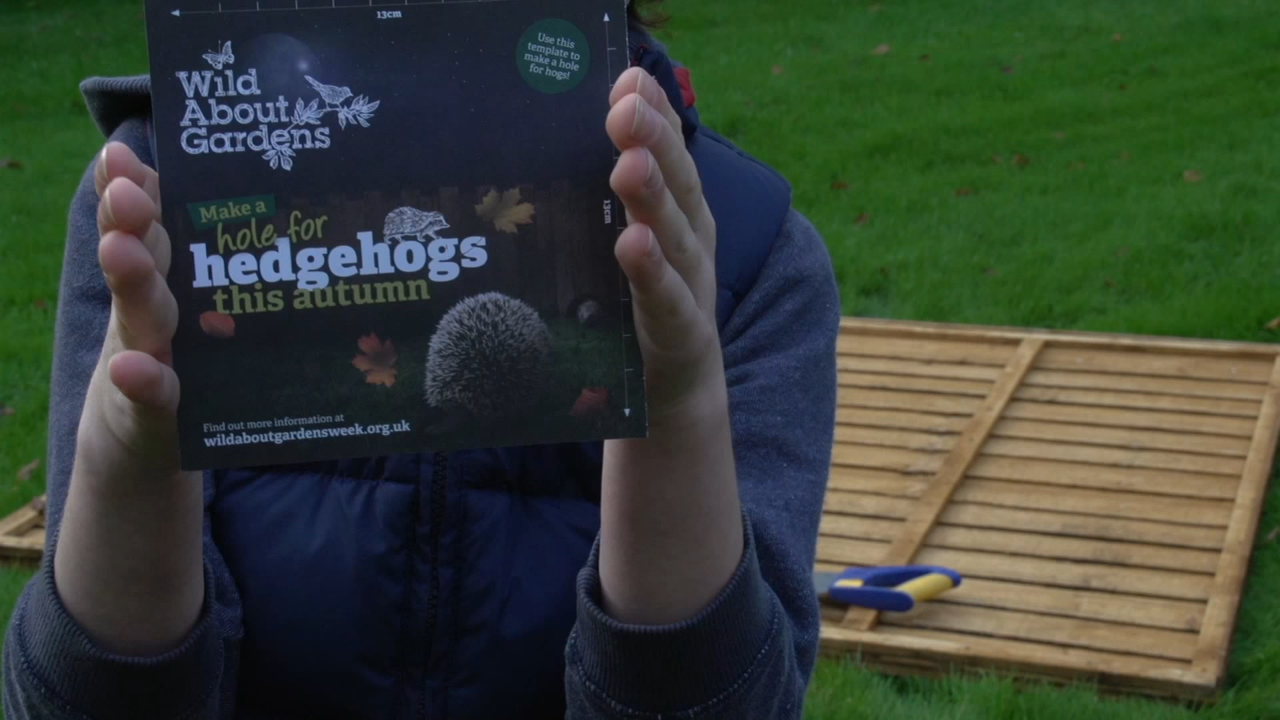 13cm
Use this
template to
make a hole
for hogs!
Wild
About
Gardens
13cm
Make a
hole for
hedgehogs
this autumn
Find out more information at
wildaboutgardensweek.org.uk